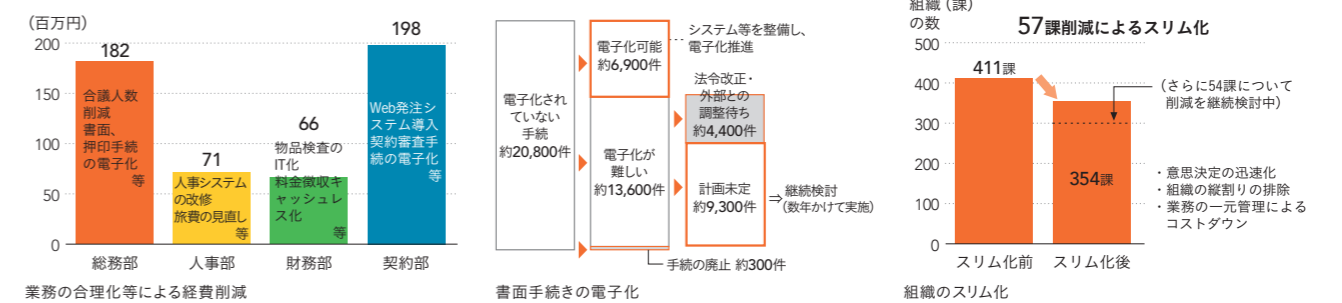 （百万円）
200
150
100
50
0
182
合議人数
削減
書面、
押印手続
の電子化
等
71
人事システム
の改修
旅費の見直し
等
66
物品検査の
IT化
料金徴収キ
ャッシュレ
ス化
等
198
Web発注シ
ステム導入
契約審査手
続の電子化
等
総務部
人事部
財務部
契約部
業務の合理化等による経費削減
電子化され
ていない
手続
約20,800件
電子化可能
約6,900件
システム等を整備し、
電子化推進
電子化が
難しい
約13,600件
法令改正・
外部との
調整待ち
約4,400件
計画未定
約9,300件
⇒継続検討
（数年かけて実施）
手続の廃止 約300件
書面手続きの電子化
組織（課）
の数
57課削減によるスリム化
500
400
300
200
100
0
411課
354課
（さらに54課について
削減を継続検討中）
・意思決定の迅速化
・組織の縦割りの排除
・業務の一元管理による
コストダウン
スリム化前
スリム化後
組織のスリム化